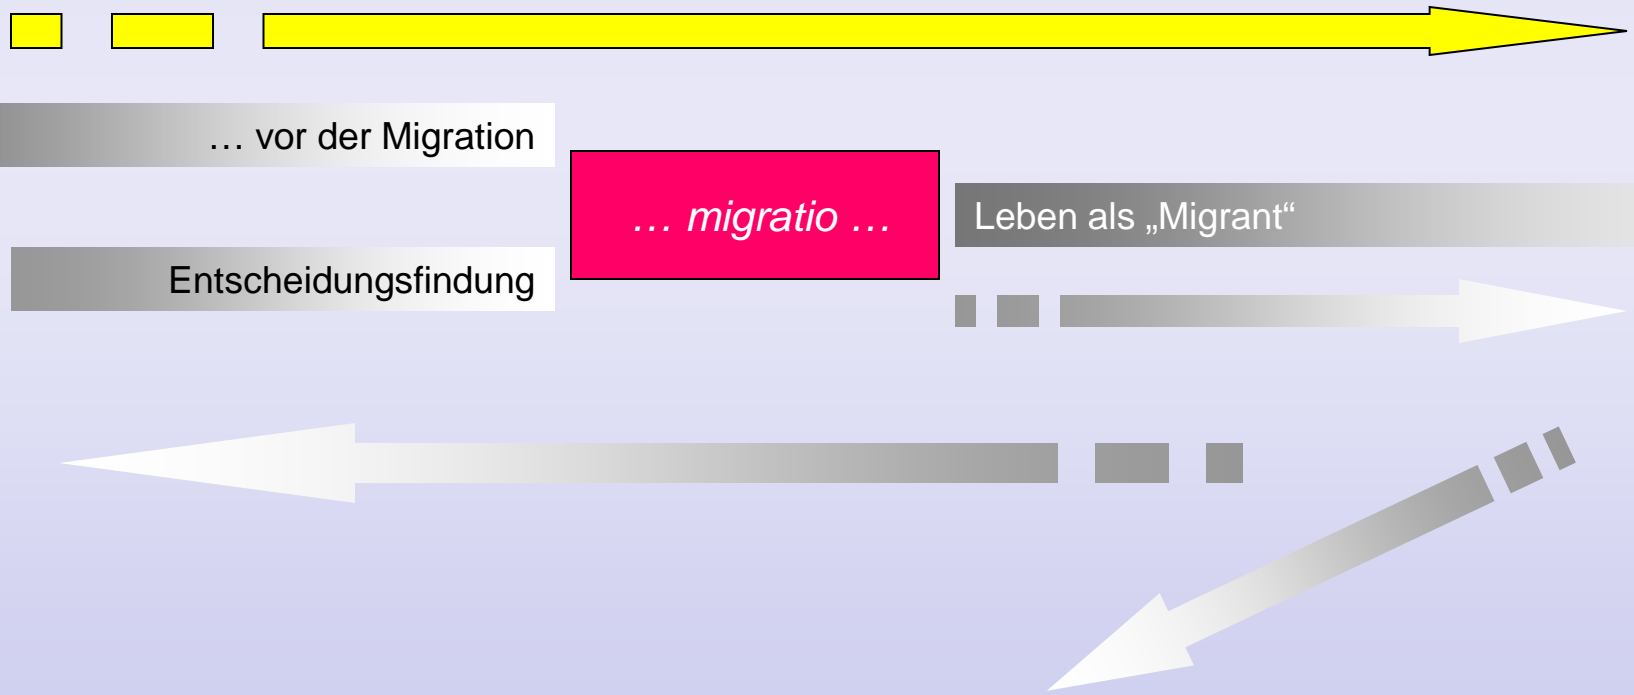 … vor der Migration
… migratio …
Leben als „Migrant“
Entscheidungsfindung